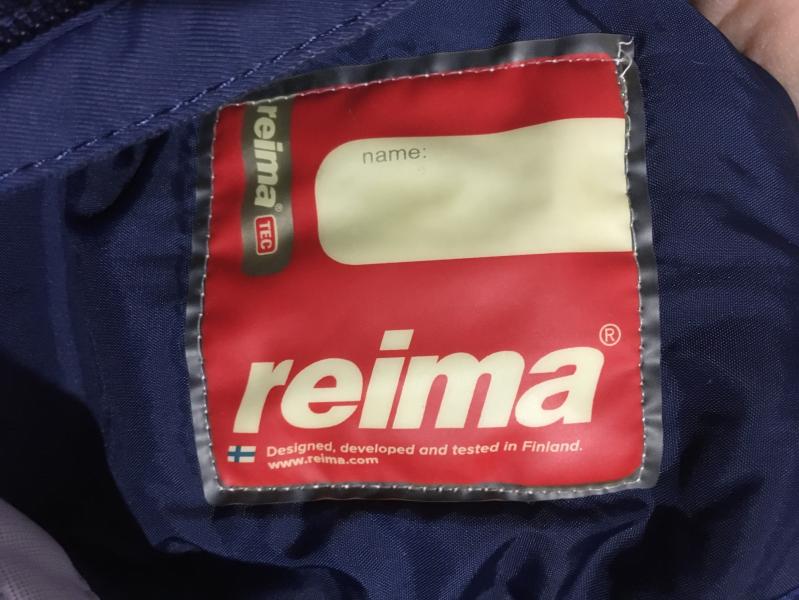 name:
reima®
TEC
reima®
Designed, developed and tested in Finland.
www.reima.com